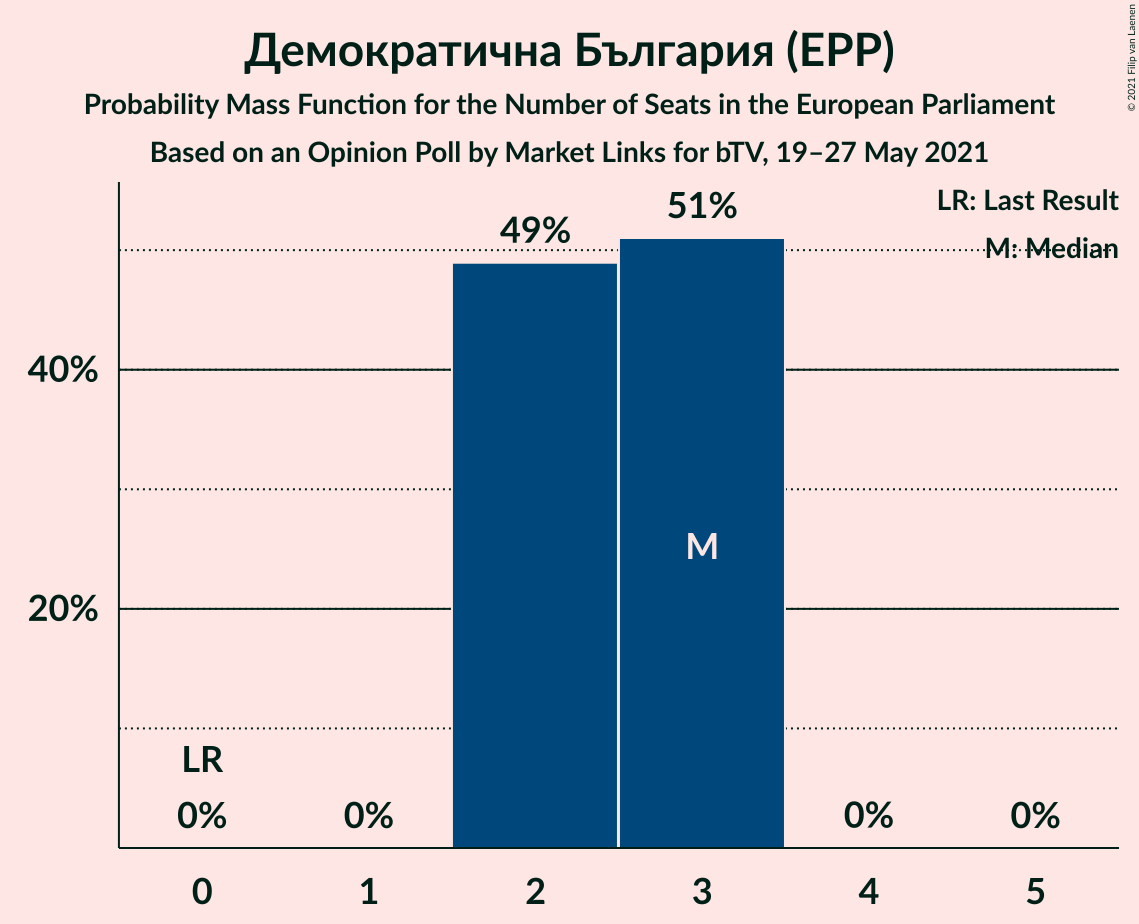 Демократична България (EPP)
Probability Mass Function for the Number of Seats in the European Parliament
Based on an Opinion Poll by Market Links for bTV, 19–27 May 2021
© 2021 Filip van Laenen
LR: Last Result
M: Median
49%
51%
40%
20%
M
LR
0%
0%
0%
0%
0
1
2
3
4
5